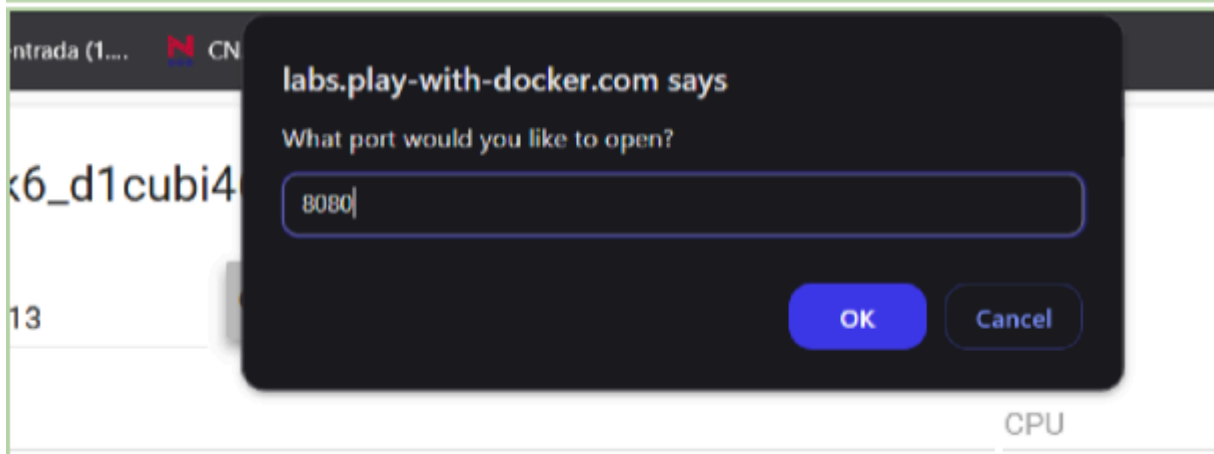 ntrada (1.... N CN
labs.play-with-docker.com says
What port would you like to open?
8080
k6_d1cubi4
13
OK Cancel
CPU